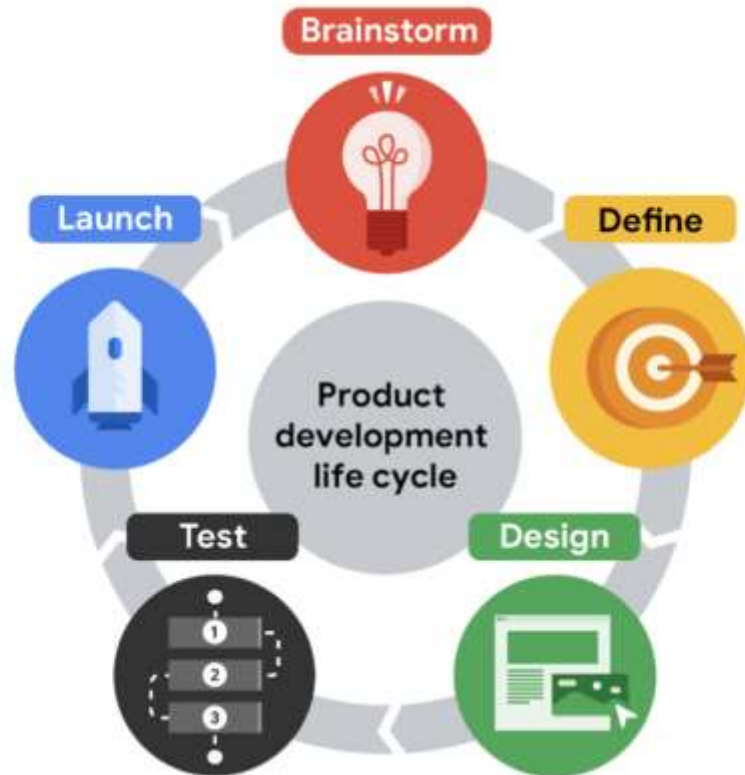 Brainstorm
Define
Design
Test
1
2
3
Launch
Product
development
life cycle